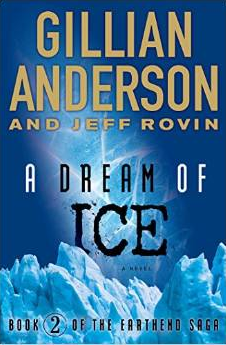 GILLIAN
ANDERSON
AND JEFF ROVIN
A DREAM OF
ICE
A NOVEL
BOOK 2 OF THE EARTHEND SAGA